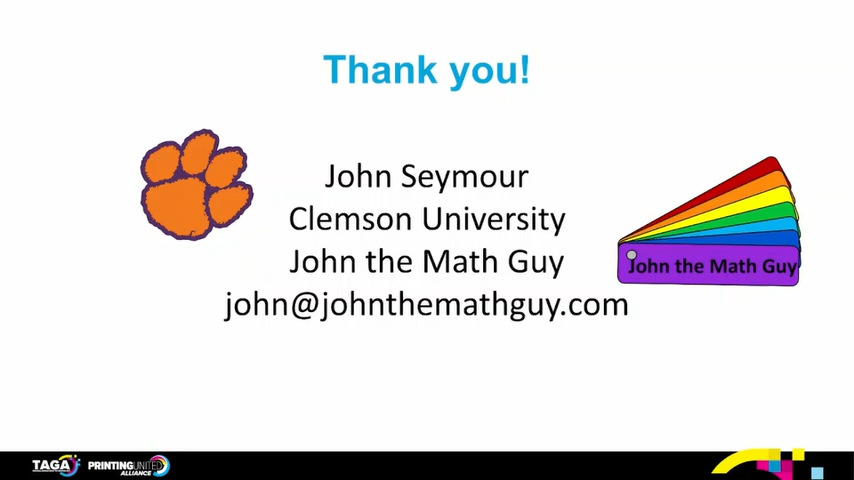 Thank you!
John Seymour
Clemson University
John the Math Guy
john@johnthemathguy.com
John the Math Guy
TAGA
PRINTING UNITED
ALLIANCE